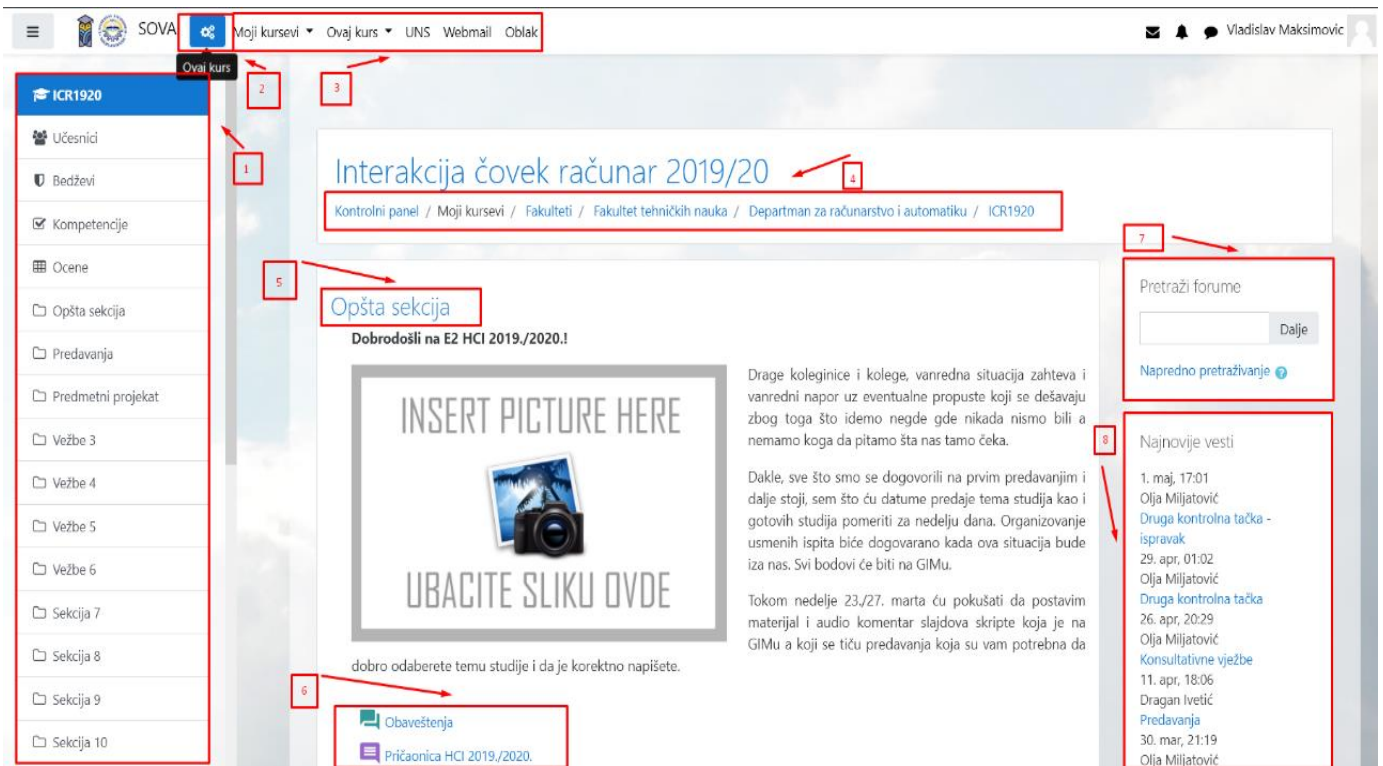 SOVA
Moji kursevi
Ovaj kurs
UNS
Webmail
Oblak
Vladislav Maksimovic
Ovaj kurs
2
3
ICR1920
Učesnici
Bedževi
Kompetencije
Ocene
Opšta sekcija
Predavanja
Predmetni projekat
Vežbe 3
Vežbe 4
Vežbe 5
Vežbe 6
Sekcija 7
Sekcija 8
Sekcija 9
Sekcija 10
1
Interakcija čovek računar 2019/20
4
Kontrolni panel / Moji kursevi / Fakulteti / Fakultet tehničkih nauka / Departman za računarstvo i automatiku / ICR1920
5
Opšta sekcija
Dobrodošli na E2 HCI 2019./2020.!
INSERT PICTURE HERE
UBACITE SLIKU OVDE
Drage koleginice i kolege, vanredna situacija zahteva i
vanredni napor uz eventualne propuste koji se dešavaju
zbog toga što idemo negde gde nikada nismo bili a
nemamo koga da pitamo šta nas tamo čeka.
Dakle, sve što smo se dogovorili na prvim predavanjim i
dalje stoji, sem što ću datume predaje tema studija kao i
gotovih studija pomeriti za nedelju dana. Organizovanje
usmenih ispita biće dogovarano kada ova situacija bude
iza nas. Svi bodovi će biti na GIMu.
Tokom nedelje 23./27. marta ću pokušati da postavim
materijal i audio komentar slajdova skripte koja je na
GIMu a koji se tiču predavanja koja su vam potrebna da
dobro odaberete temu studije i da je korektno napišete.
6
Obaveštenja
Pričaonica HCI 2019./2020.
7
Pretraži forume
Dalje
Napredno pretraživanje
8
Najnovije vesti
1. maj, 17:01
Olja Miljatović
Druga kontrolna tačka -
ispravak
29. apr, 01:02
Olja Miljatović
Druga kontrolna tačka
26. apr, 20:29
Olja Miljatović
Konsultativne vježbe
11. apr, 18:06
Dragan Ivetić
Predavanja
30. mar, 21:19
Olja Miljatović